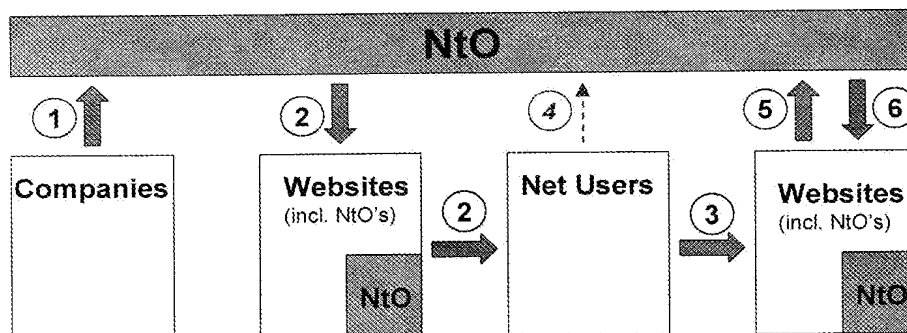 NtO
1
2
4
5
6
Companies
Websites
(incl. NtO's)
2
Net Users
3
Websites
(incl. NtO's)
NtO
NtO